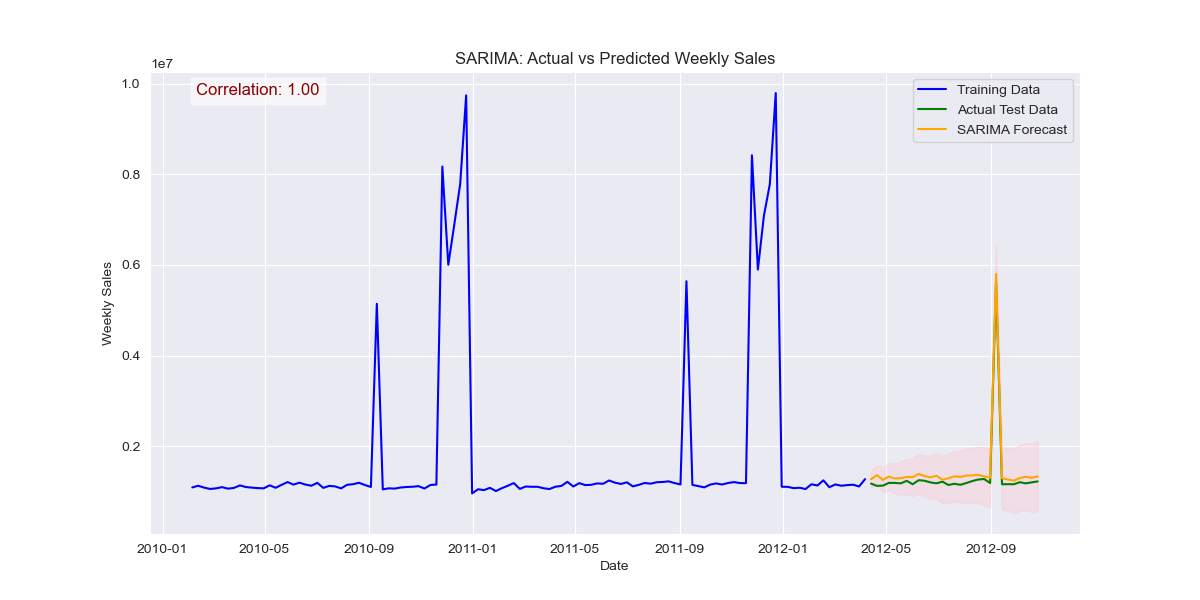 SARIMA: Actual vs Predicted Weekly Sales
1e7
Correlation: 1.00
Training Data
Actual Test Data
SARIMA Forecast
1.0
0.8
0.6
0.4
0.2
Weekly Sales
2010-01 2010-05 2010-09 2011-01 2011-05 2011-09 2012-01 2012-05 2012-09
Date